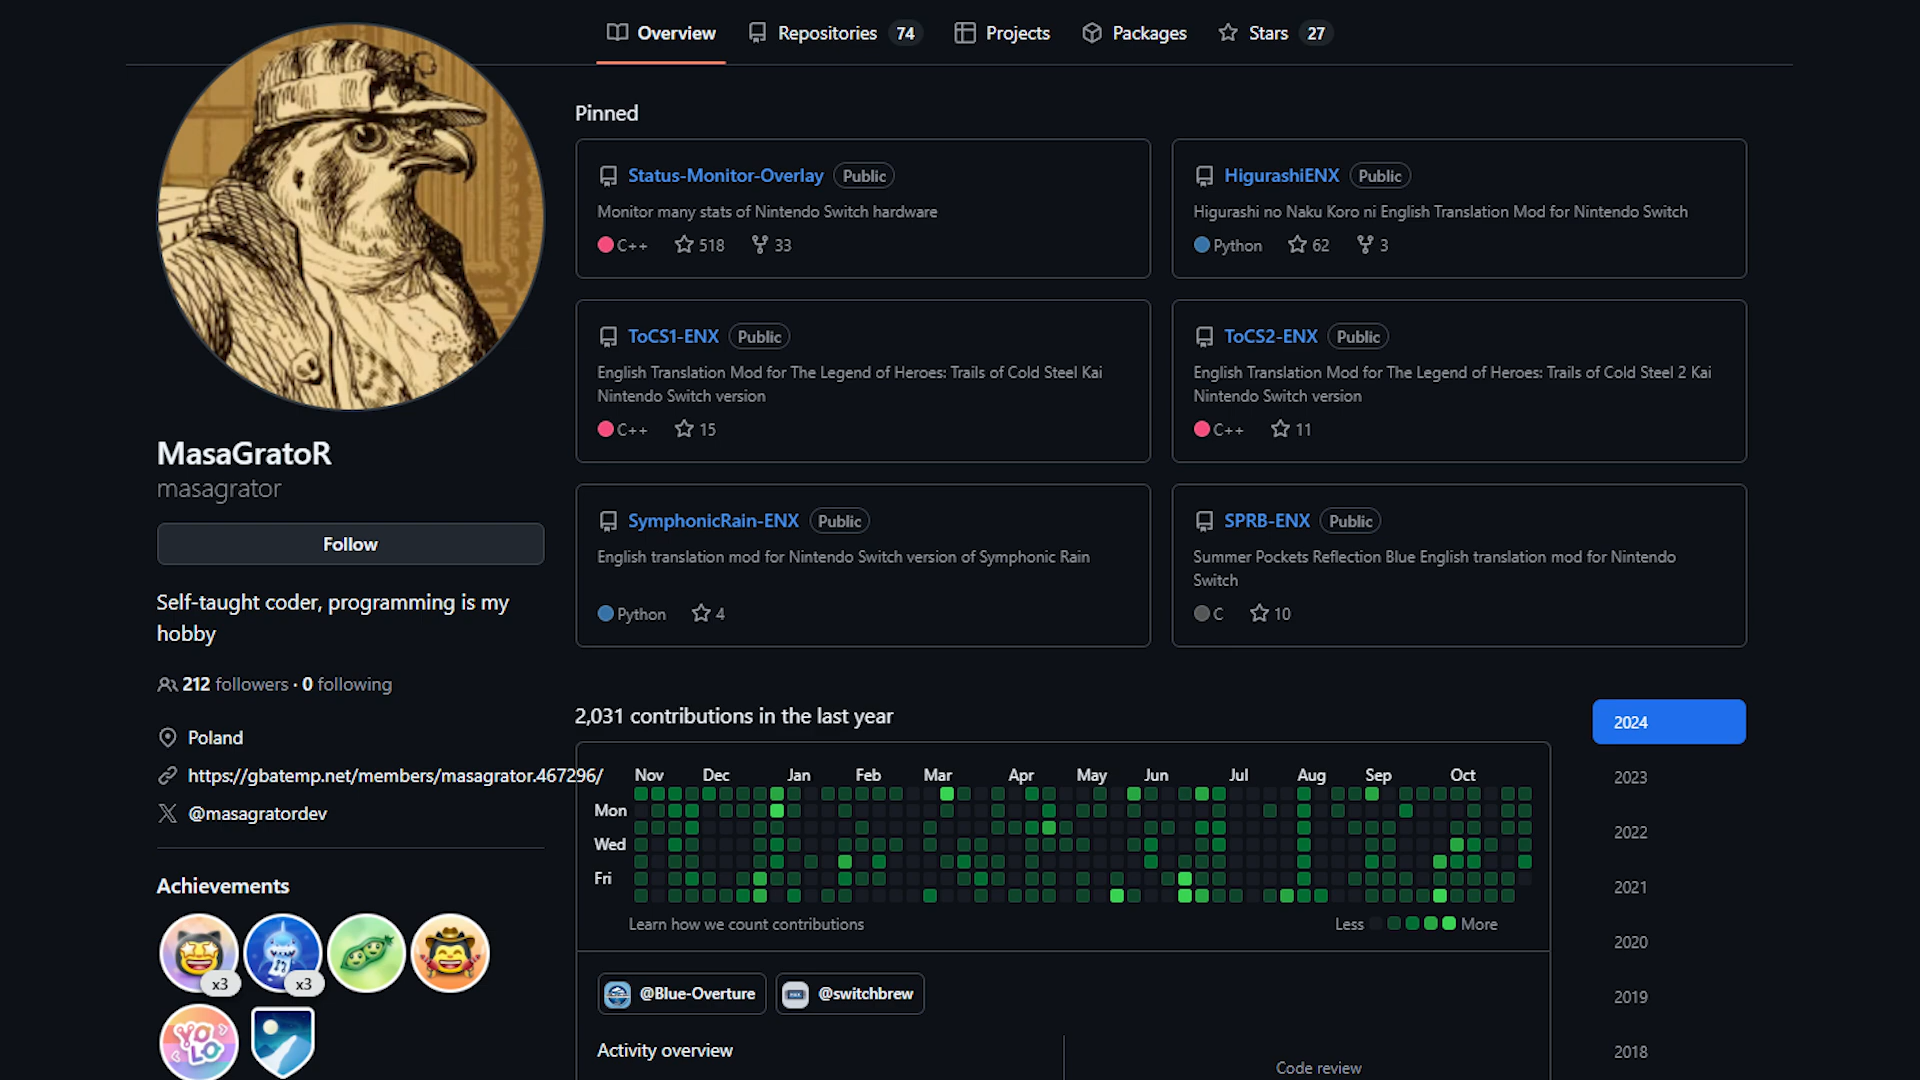 Overview
Repositories 74
Projects
Packages
Stars 27
MasaGratoR
masagrator
Follow
Self-taught coder, programming is my
hobby
212 followers · 0 following
Poland
https://gbatemp.net/members/masagrator.467296/
@masagratordev
Achievements
x3
x3
YOLO
Pinned
Status-Monitor-Overlay Public
Monitor many stats of Nintendo Switch hardware
C++ 518 33
HigurashiENX Public
Higurashi no Naku Koro ni English Translation Mod for Nintendo Switch
Python 62 3
ToCS1-ENX Public
English Translation Mod for The Legend of Heroes: Trails of Cold Steel Kai
Nintendo Switch version
C++ 15
ToCS2-ENX Public
English Translation Mod for The Legend of Heroes: Trails of Cold Steel 2 Kai
Nintendo Switch version
C++ 11
SymphonicRain-ENX Public
English translation mod for Nintendo Switch version of Symphonic Rain
Python 4
SPRB-ENX Public
Summer Pockets Reflection Blue English translation mod for Nintendo
Switch
C 10
2,031 contributions in the last year
Nov Dec Jan Feb Mar Apr May Jun Jul Aug Sep Oct
Mon
Wed
Fri
Learn how we count contributions
Less More
@Blue-Overture
@switchbrew
Activity overview
Code review
2024
2023
2022
2021
2020
2019
2018